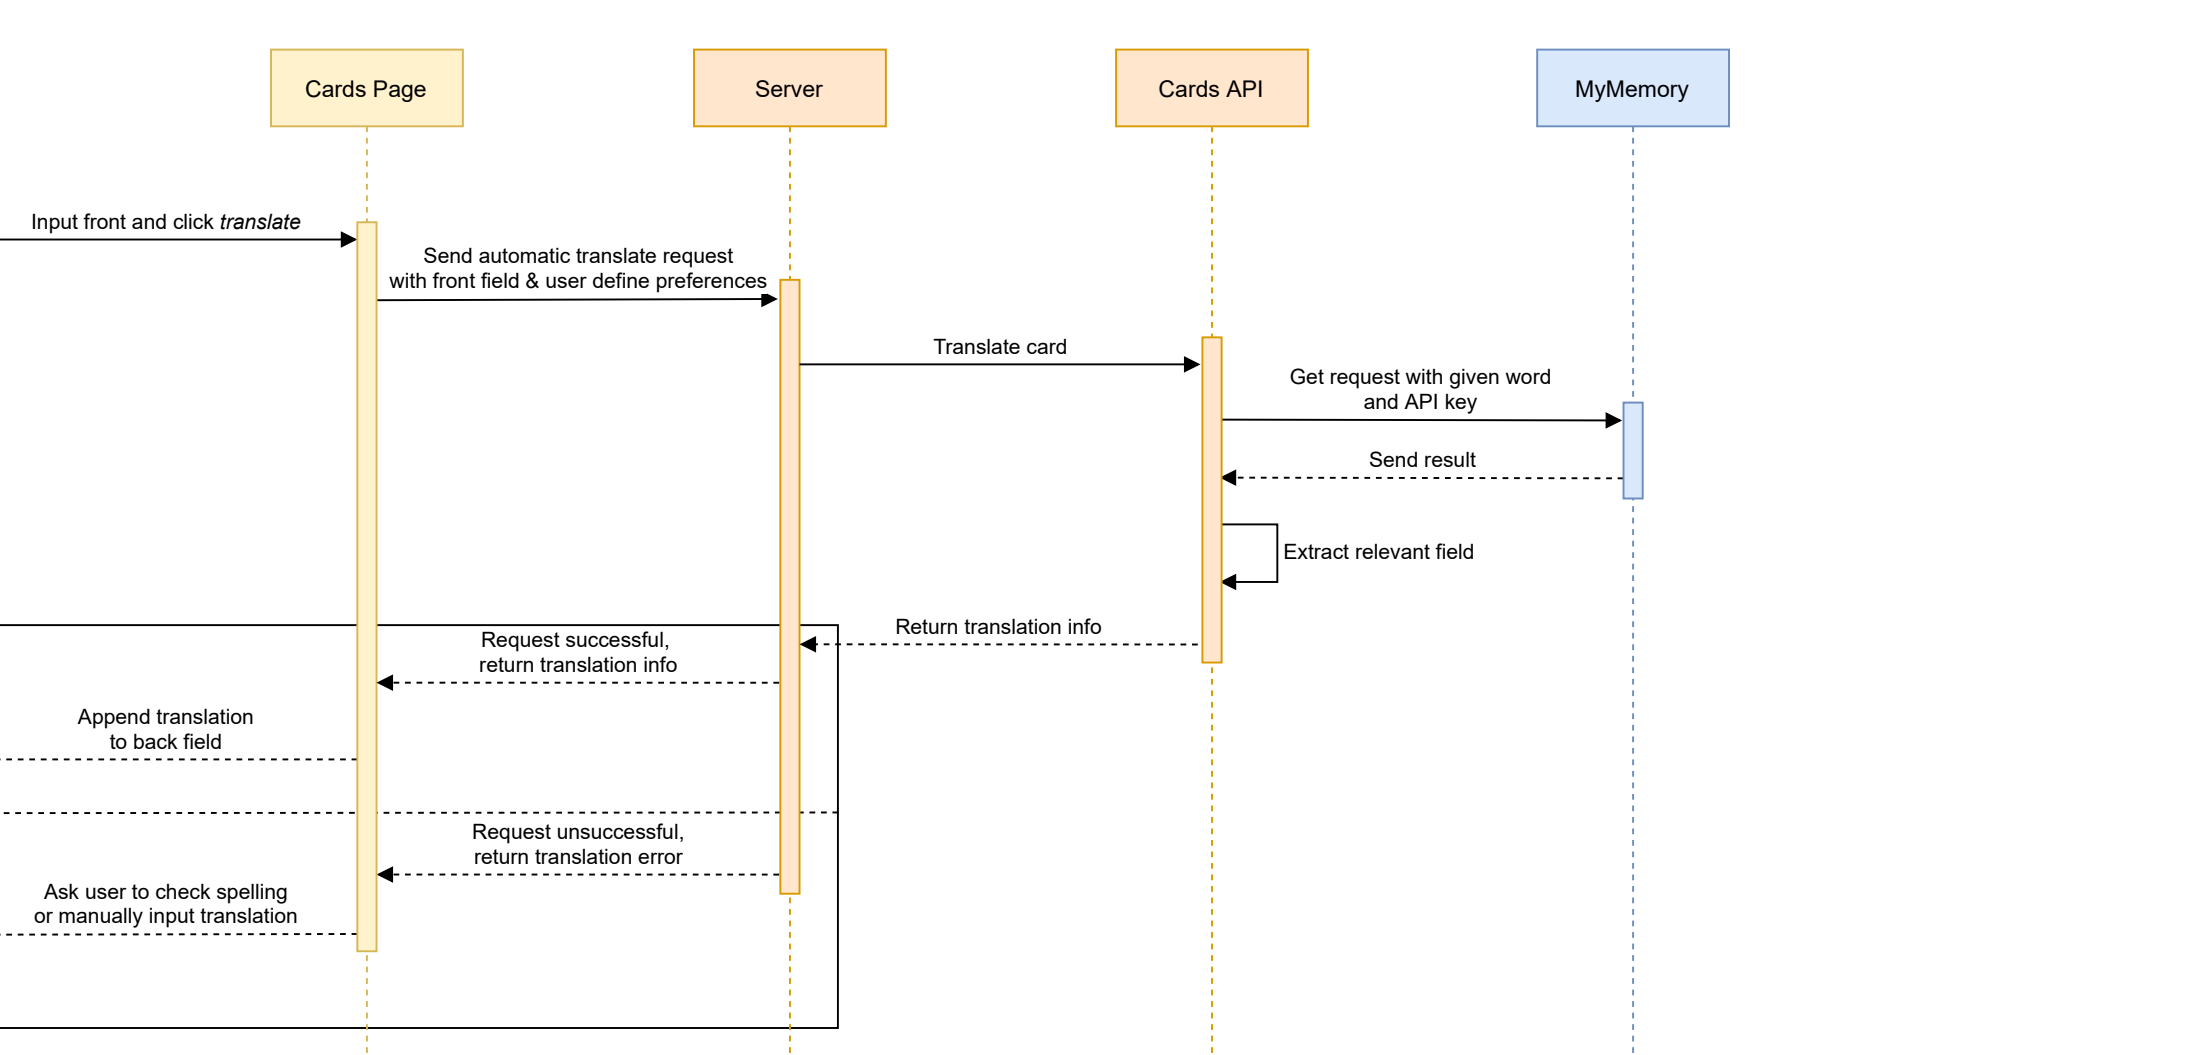 Cards Page
Server
Cards API
MyMemory
Input front and click translate
Send automatic translate request
with front field & user define preferences
Translate card
Get request with given word
and API key
Send result
Extract relevant field
Return translation info
Request successful,
return translation info
Append translation
to back field
Request unsuccessful,
return translation error
Ask user to check spelling
or manually input translation